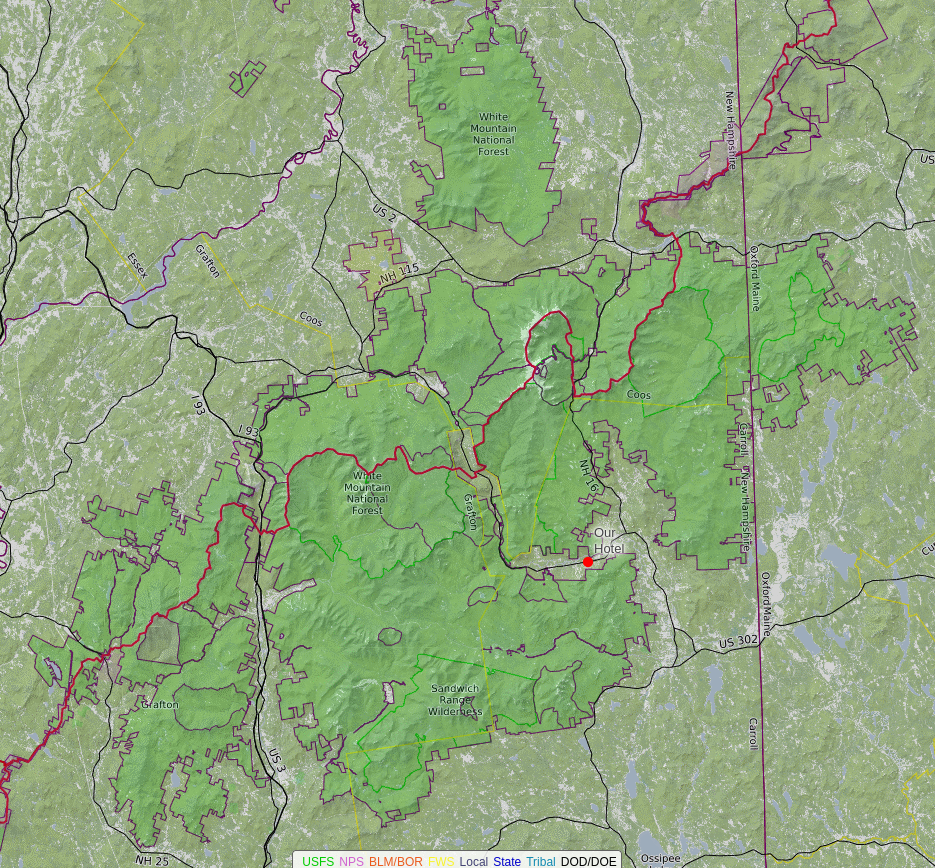 White
Mountain
National
Forest
New Hampshire
US
US 2
NH 115
Essex
Grafton
Oxford Maine
Coos
I 93
I 93
Coos
Carroll
New Hampshire
NH 16
White
Mountain
National
Forest
Grafton
Our
Hotel
Oxford Maine
US 302
Sandwich
Range
Wilderness
Grafton
Carroll
US 3
NH 25
Ossipee
USFS NPS BLM/BOR FWS Local State Tribal DOD/DOE